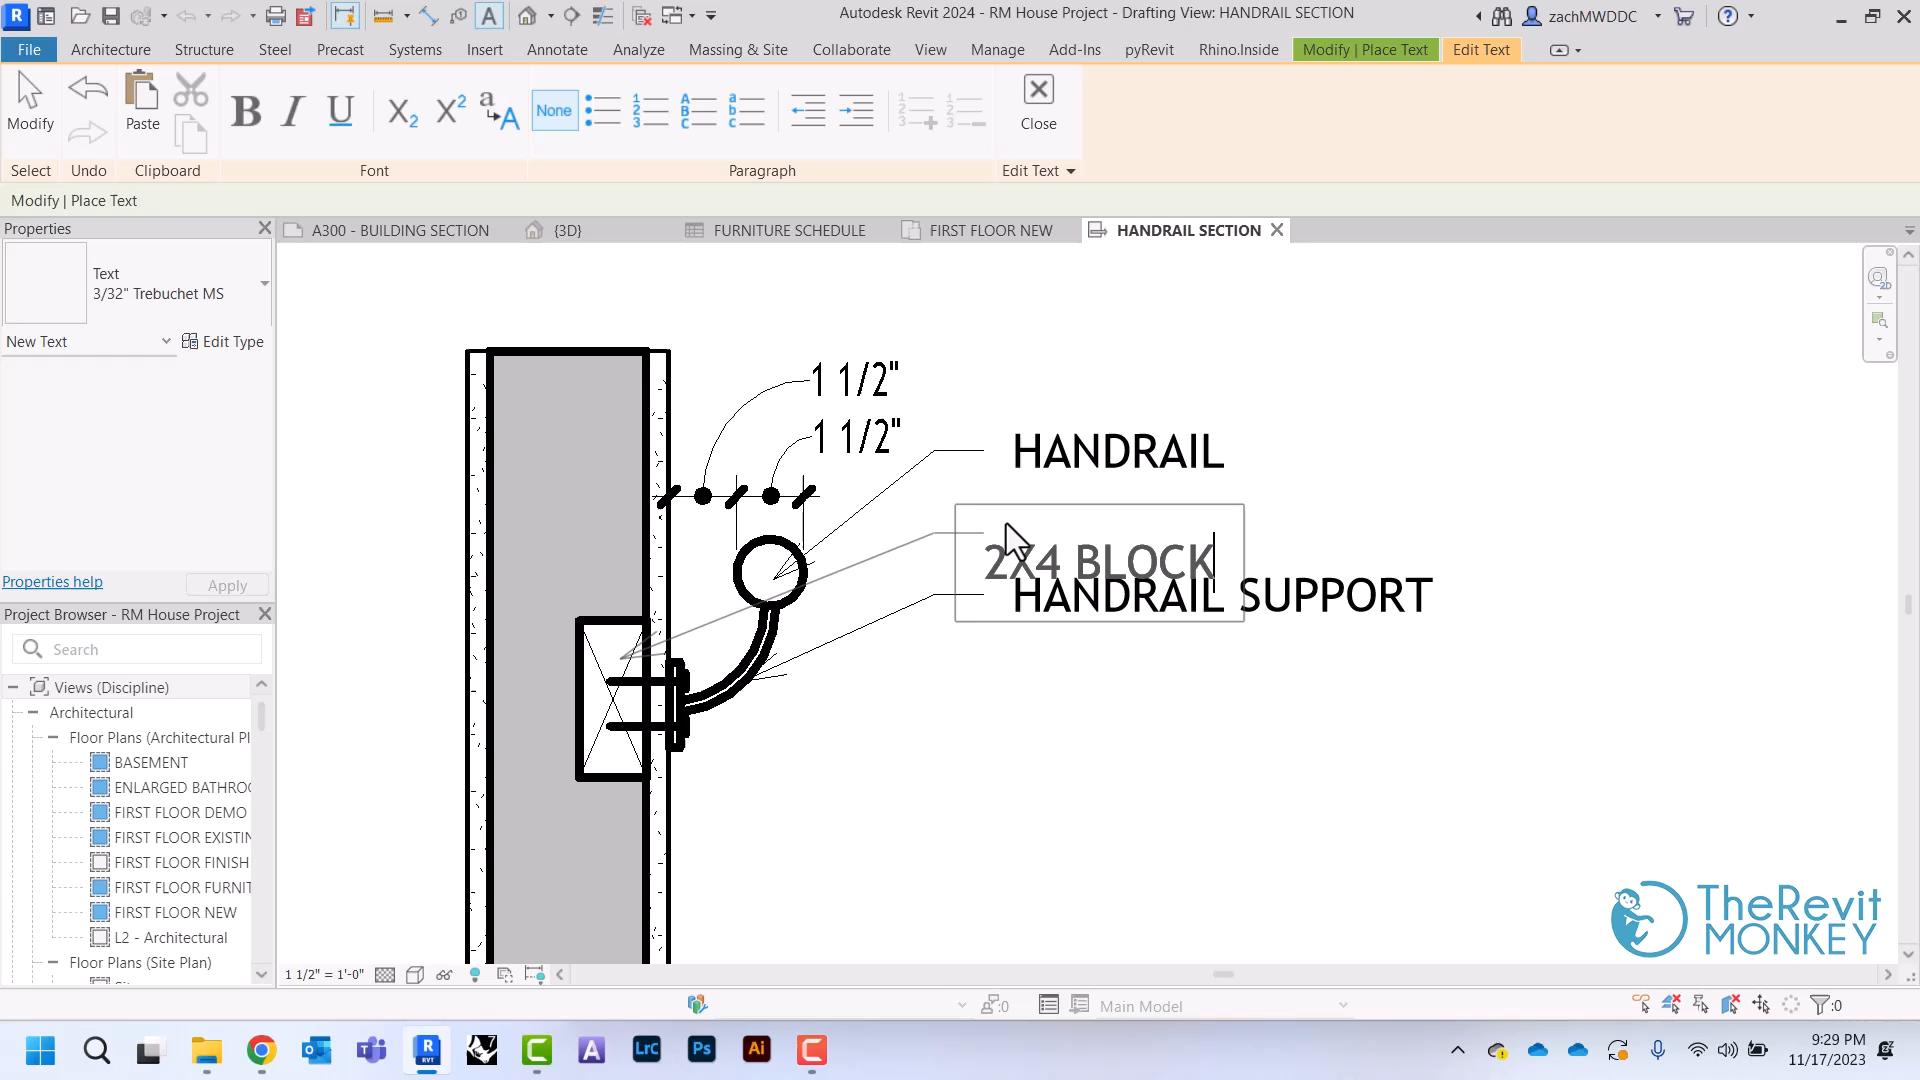 Autodesk Revit 2024 - RM House Project - Drafting View: HANDRAIL SECTION
zachMWDDC
File Architecture Structure Steel Precast Systems Insert Annotate Analyze Massing & Site Collaborate View Manage Add-Ins pyRevit Rhino.Inside Modify | Place Text Edit Text
Modify
Paste
None
Close
Select Undo Clipboard Font Paragraph Edit Text
Modify | Place Text
Properties
A300 - BUILDING SECTION {3D} FURNITURE SCHEDULE FIRST FLOOR NEW HANDRAIL SECTION
Text
3/32" Trebuchet MS
New Text Edit Type
Properties help Apply
Project Browser - RM House Project
Search
Views (Discipline)
Architectural
Floor Plans (Architectural Pl
BASEMENT
ENLARGED BATHROO
FIRST FLOOR DEMO
FIRST FLOOR EXISTIN
FIRST FLOOR FINISH
FIRST FLOOR FURNIT
FIRST FLOOR NEW
L2 - Architectural
Floor Plans (Site Plan)
1 1/2"
1 1/2"
HANDRAIL
2X4 BLOCK
HANDRAIL SUPPORT
TheRevit
MONKEY
1 1/2" = 1'-0"
:0 Main Model :0
LrC Ps Ai
9:29 PM
11/17/2023